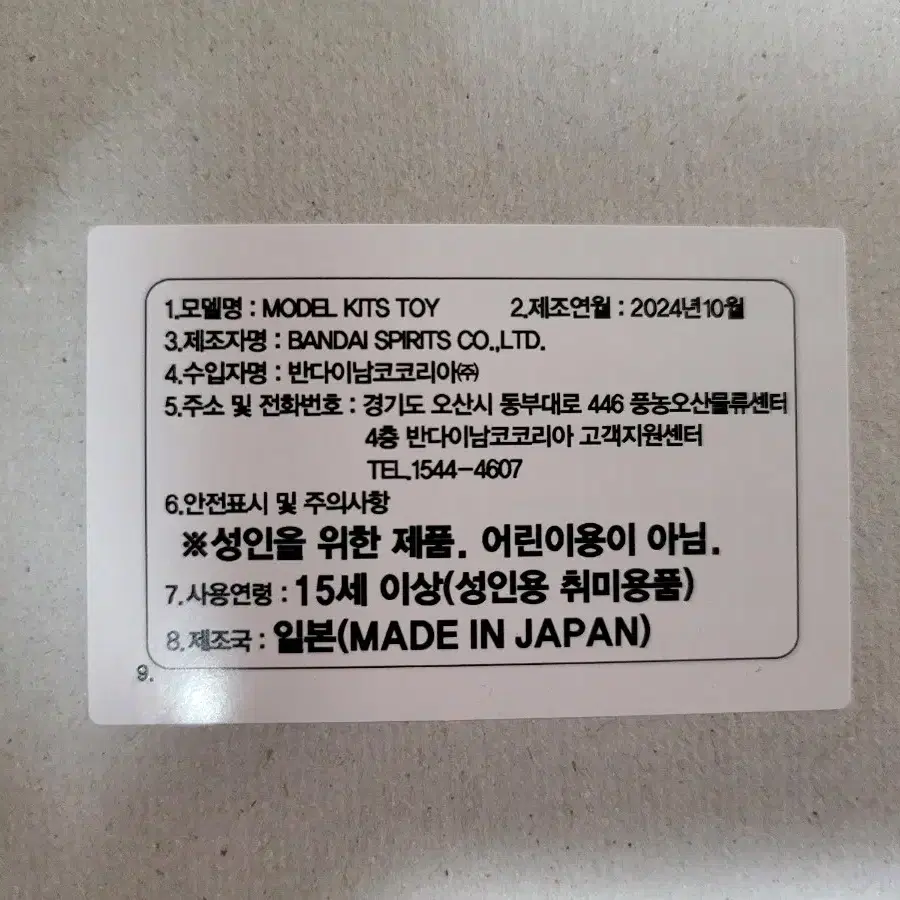 1.모델명 : MODEL KITS TOY 2.제조연월 : 2024년10월
3.제조자명 : BANDAI SPIRITS CO.,LTD.
4.수입자명 : 반다이남코코리아㈜
5.주소 및 전화번호 : 경기도 오산시 동부대로 446 풍농오산물류센터
4층 반다이남코코리아 고객지원센터
TEL.1544-4607
6.안전표시 및 주의사항
※성인을 위한 제품. 어린이용이 아님.
7.사용연령 : 15세 이상(성인용 취미용품)
8.제조국 : 일본(MADE IN JAPAN)
9.